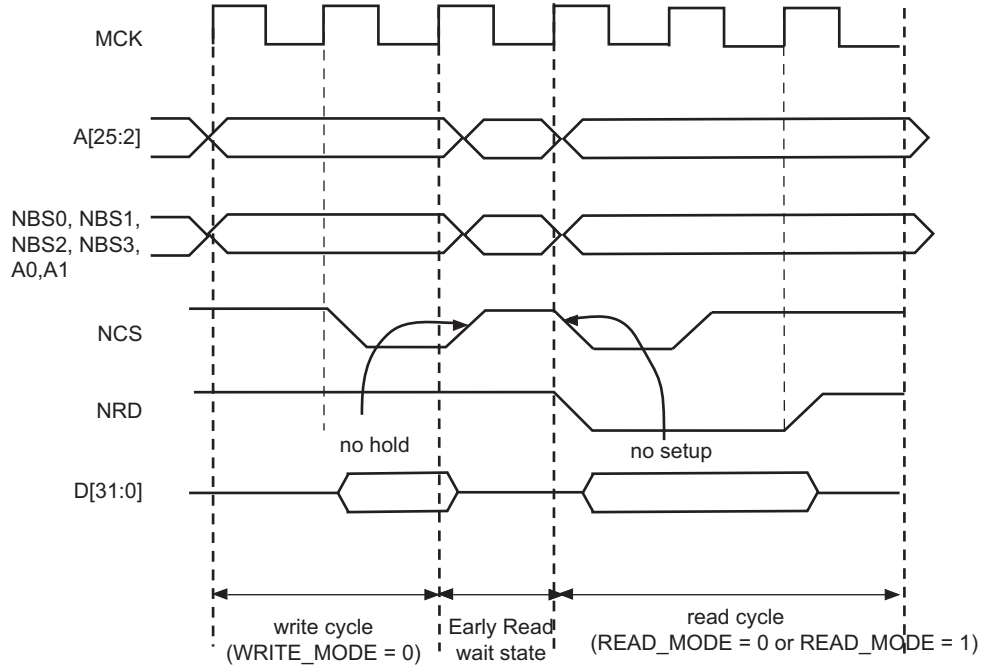 MCK
A[25:2]
NBS0, NBS1,
NBS2, NBS3,
A0,A1
NCS
NRD
no hold
no setup
D[31:0]
write cycle
(WRITE_MODE = 0)
Early Read
wait state
read cycle
(READ_MODE = 0 or READ_MODE = 1)